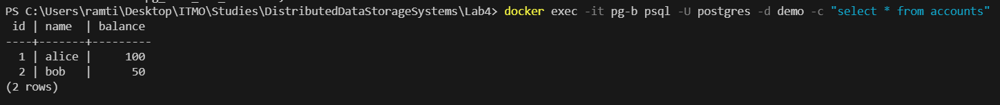 PS C:\Users\ramti\Desktop\ITMO\Studies\DistributedDataStorageSystems\Lab4> docker exec -it pg-b psql -U postgres -d demo -c "select * from accounts"
 id | name  | balance
----+-------+---------
  1 | alice |     100
  2 | bob   |      50
(2 rows)